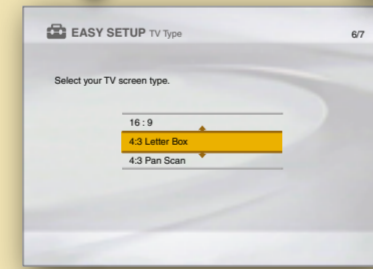 EASY SETUP TV Type 6/7
Select your TV screen type.
16 : 9
4:3 Letter Box
4:3 Pan Scan